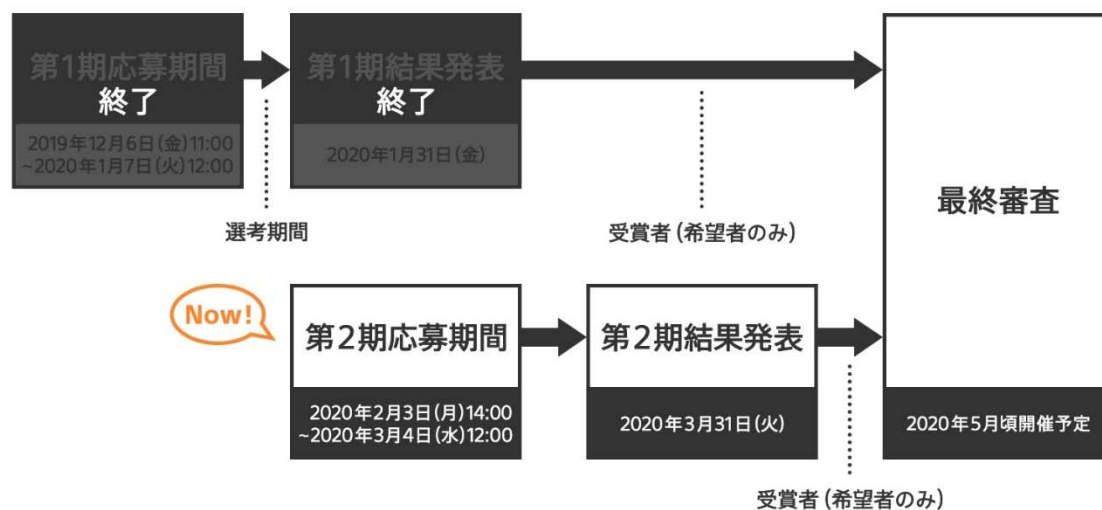 第1期応募期間
終了
2019年12月6日(金)11:00
~2020年1月7日(火)12:00
第1期結果発表
終了
2020年1月31日(金)
選考期間
受賞者(希望者のみ)
最終審査
2020年5月頃開催予定
Now!
第2期応募期間
2020年2月3日(月)14:00
~2020年3月4日(水)12:00
第2期結果発表
2020年3月31日(火)
受賞者(希望者のみ)